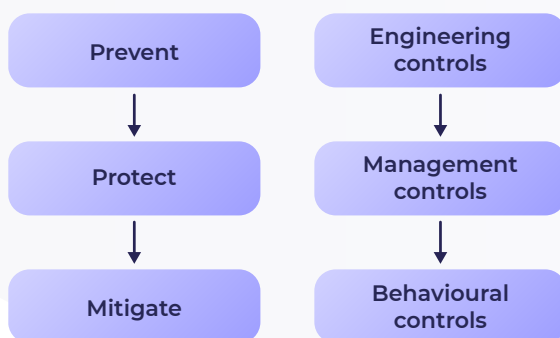 Prevent
Protect
Mitigate
Engineering
controls
Management
controls
Behavioural
controls